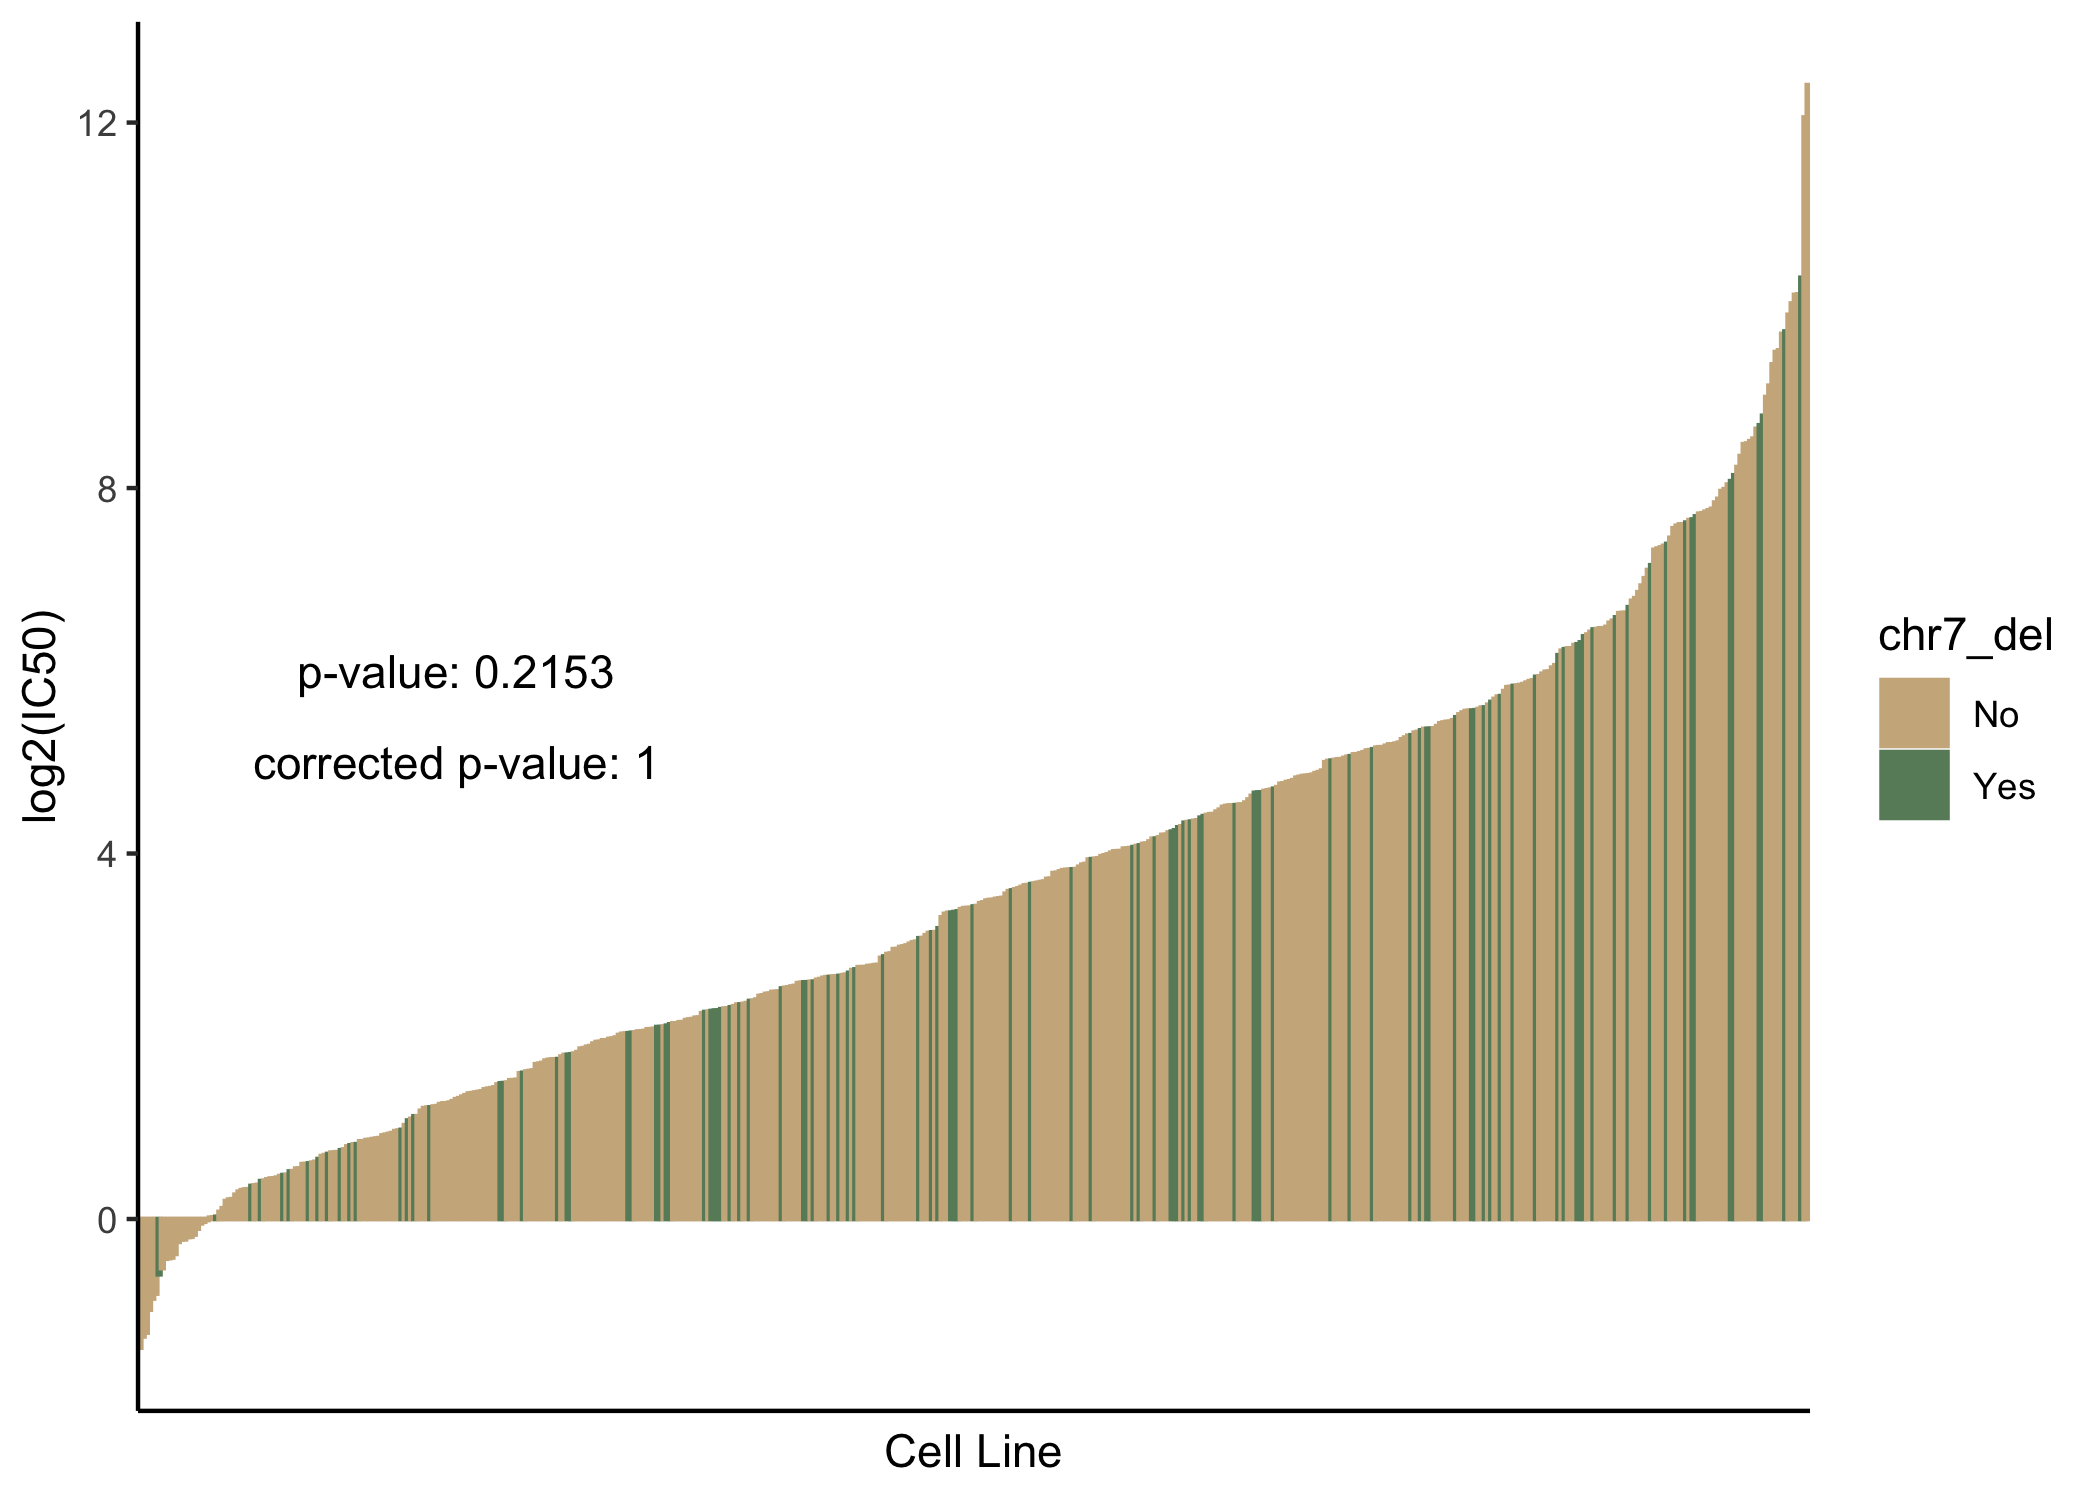 12
8
4
0
log2(IC50)
p-value: 0.2153
corrected p-value: 1
Cell Line
chr7_del
No
Yes